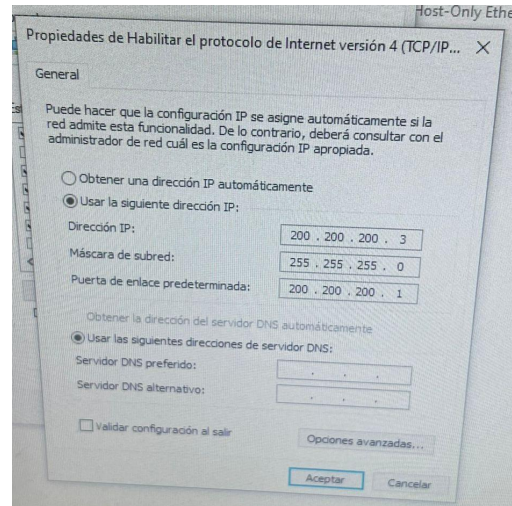 Host-Only Ethe
Propiedades de Habilitar el protocolo de Internet versión 4 (TCP/IP...
General
Puede hacer que la configuración IP se asigne automáticamente si la
red admite esta funcionalidad. De lo contrario, deberá consultar con el
administrador de red cuál es la configuración IP apropiada.
Obtener una dirección IP automáticamente
Usar la siguiente dirección IP:
Dirección IP: 200 . 200 . 200 . 3
Máscara de subred: 255 . 255 . 255 . 0
Puerta de enlace predeterminada: 200 . 200 . 200 . 1
Obtener la dirección del servidor DNS automáticamente
Usar las siguientes direcciones de servidor DNS:
Servidor DNS preferido: . . .
Servidor DNS alternativo: . . .
Validar configuración al salir
Opciones avanzadas...
Aceptar Cancelar